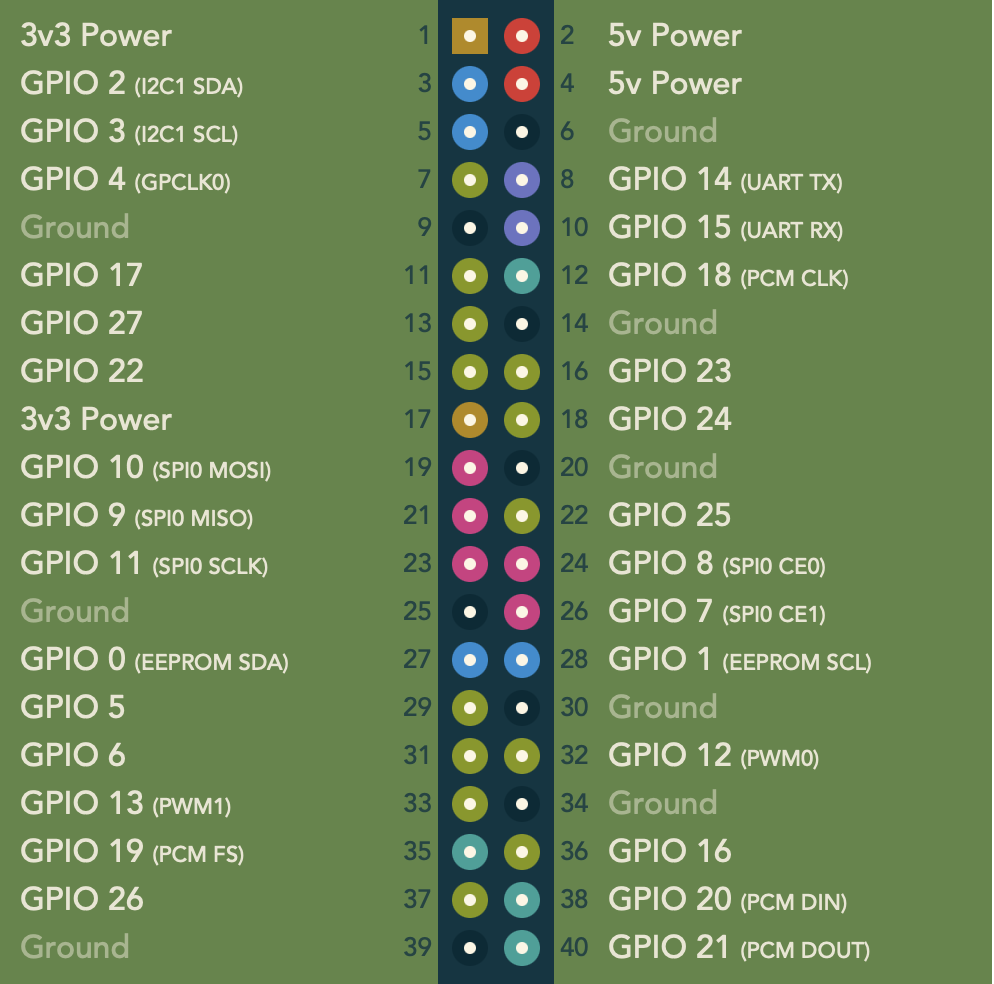 3v3 Power 1 2 5v Power
GPIO 2 (I2C1 SDA) 3 4 5v Power
GPIO 3 (I2C1 SCL) 5 6 Ground
GPIO 4 (GPCLK0) 7 8 GPIO 14 (UART TX)
Ground 9 10 GPIO 15 (UART RX)
GPIO 17 11 12 GPIO 18 (PCM CLK)
GPIO 27 13 14 Ground
GPIO 22 15 16 GPIO 23
3v3 Power 17 18 GPIO 24
GPIO 10 (SPI0 MOSI) 19 20 Ground
GPIO 9 (SPI0 MISO) 21 22 GPIO 25
GPIO 11 (SPI0 SCLK) 23 24 GPIO 8 (SPI0 CE0)
Ground 25 26 GPIO 7 (SPI0 CE1)
GPIO 0 (EEPROM SDA) 27 28 GPIO 1 (EEPROM SCL)
GPIO 5 29 30 Ground
GPIO 6 31 32 GPIO 12 (PWM0)
GPIO 13 (PWM1) 33 34 Ground
GPIO 19 (PCM FS) 35 36 GPIO 16
GPIO 26 37 38 GPIO 20 (PCM DIN)
Ground 39 40 GPIO 21 (PCM DOUT)